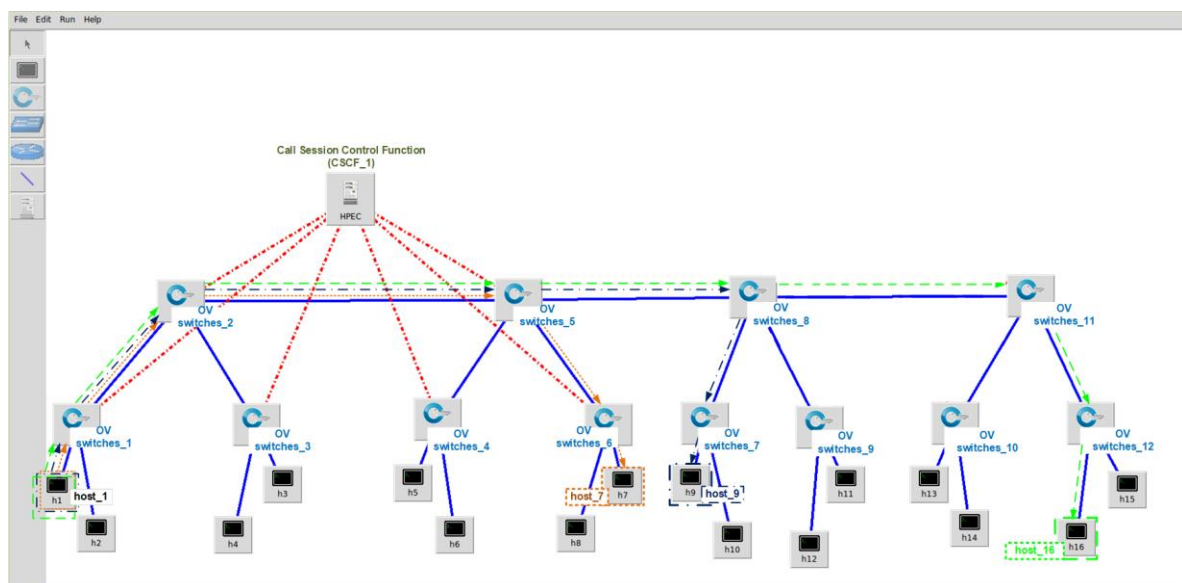 File Edit Run Help
Call Session Control Function
(CSCF_1)
HPEC
OV
switches_2
OV
switches_5
OV
switches_8
OV
switches_11
OV
switches_1
OV
switches_3
OV
switches_4
OV
switches_6
OV
switches_7
OV
switches_9
OV
switches_10
OV
switches_12
h1
host_1
h2
h3
h4
h5
h6
host_7
h7
h8
h9
host_9
h10
h11
h12
h13
h14
h15
host_16
h16